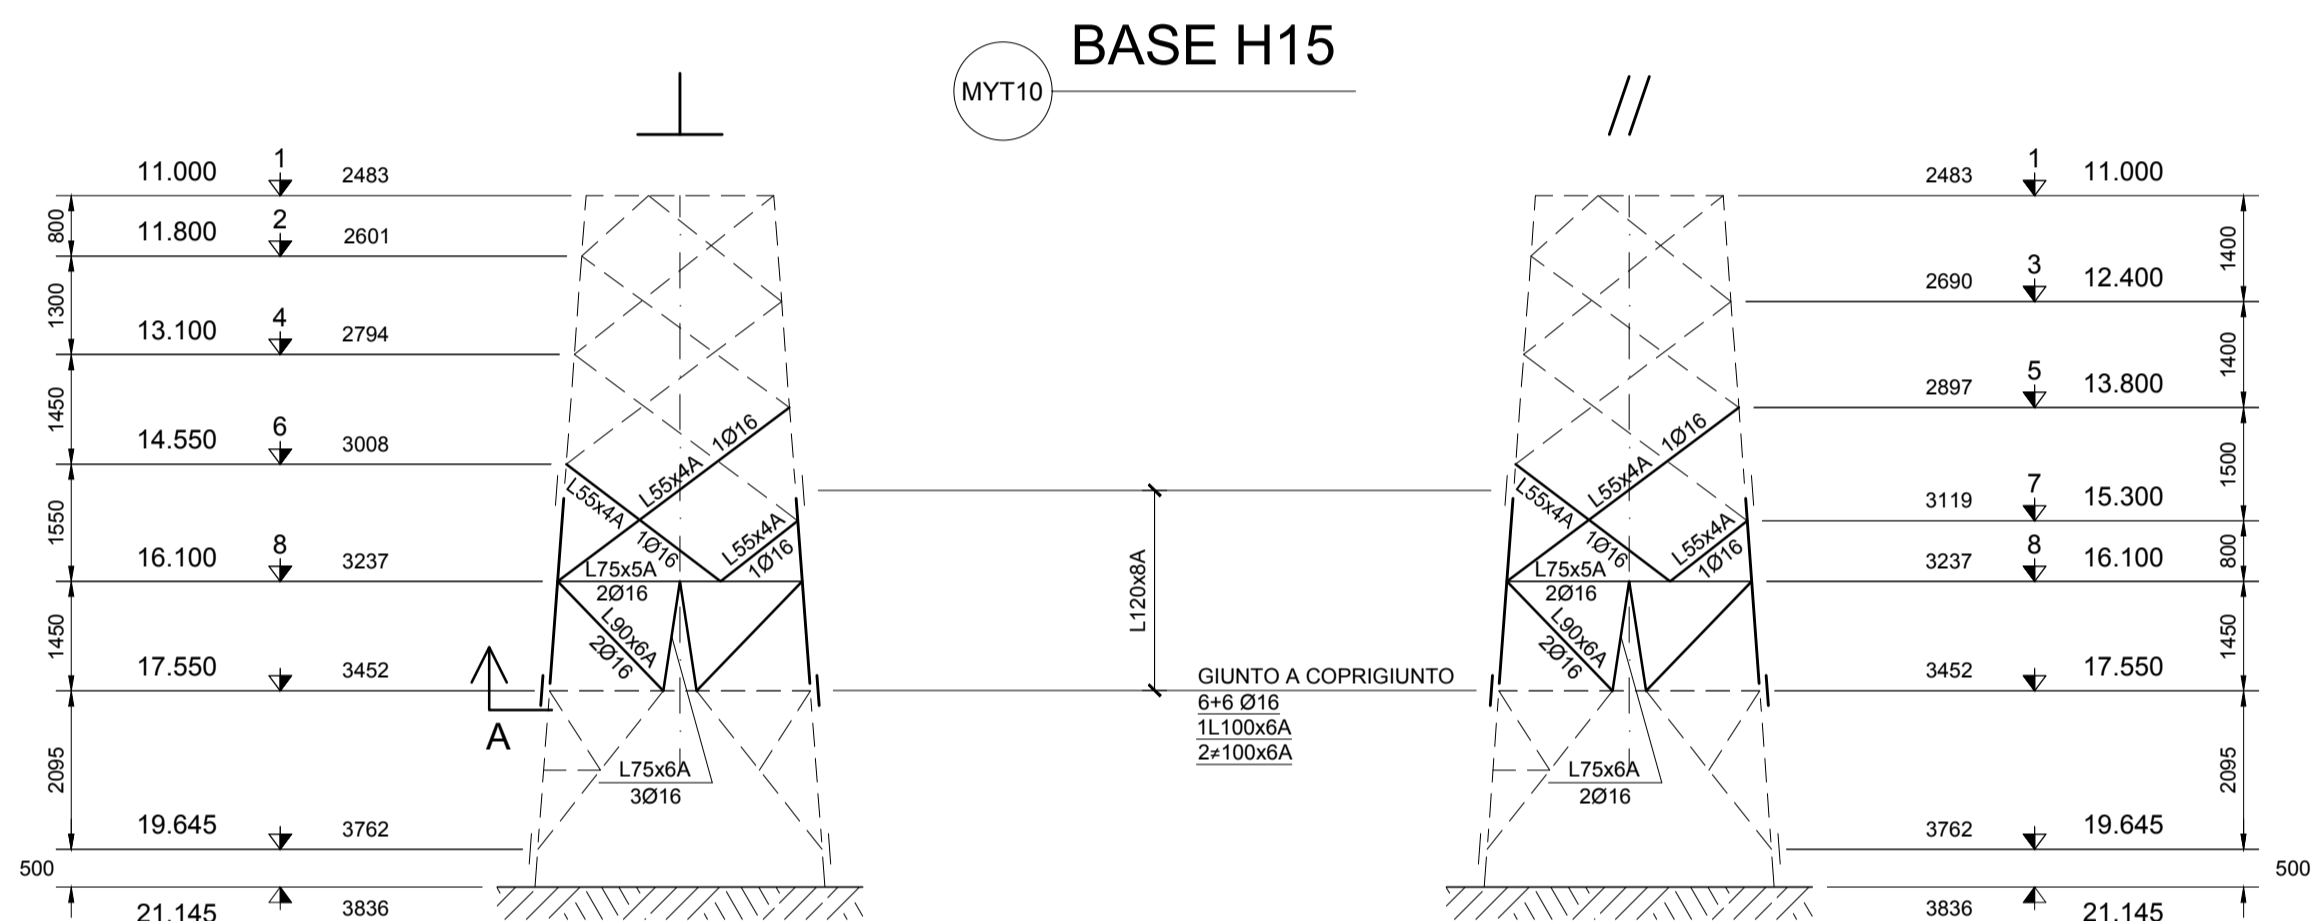 BASE H15
MYT10
11.000 1 2483
800
11.800 2 2601
1300
13.100 4 2794
1450
14.550 6 3008
1550
16.100 8 3237
1450
17.550 3452
2095
19.645 3762
500
21.145 3836
A
L55x4A 1Ø16
L55x4A
1Ø16
L55x4A
1Ø16
L75x5A
2Ø16
L90x6A
2Ø16
L75x6A
3Ø16
L120x8A
GIUNTO A COPRIGIUNTO
6+6 Ø16
1L100x6A
2≠100x6A
L55x4A 1Ø16
L55x4A
1Ø16
L55x4A
1Ø16
L75x5A
2Ø16
L90x6A
2Ø16
L75x6A
2Ø16
2483 1 11.000
1400
2690 3 12.400
1400
2897 5 13.800
1500
3119 7 15.300
800
3237 8 16.100
1450
3452 17.550
2095
3762 19.645
500
3836 21.145